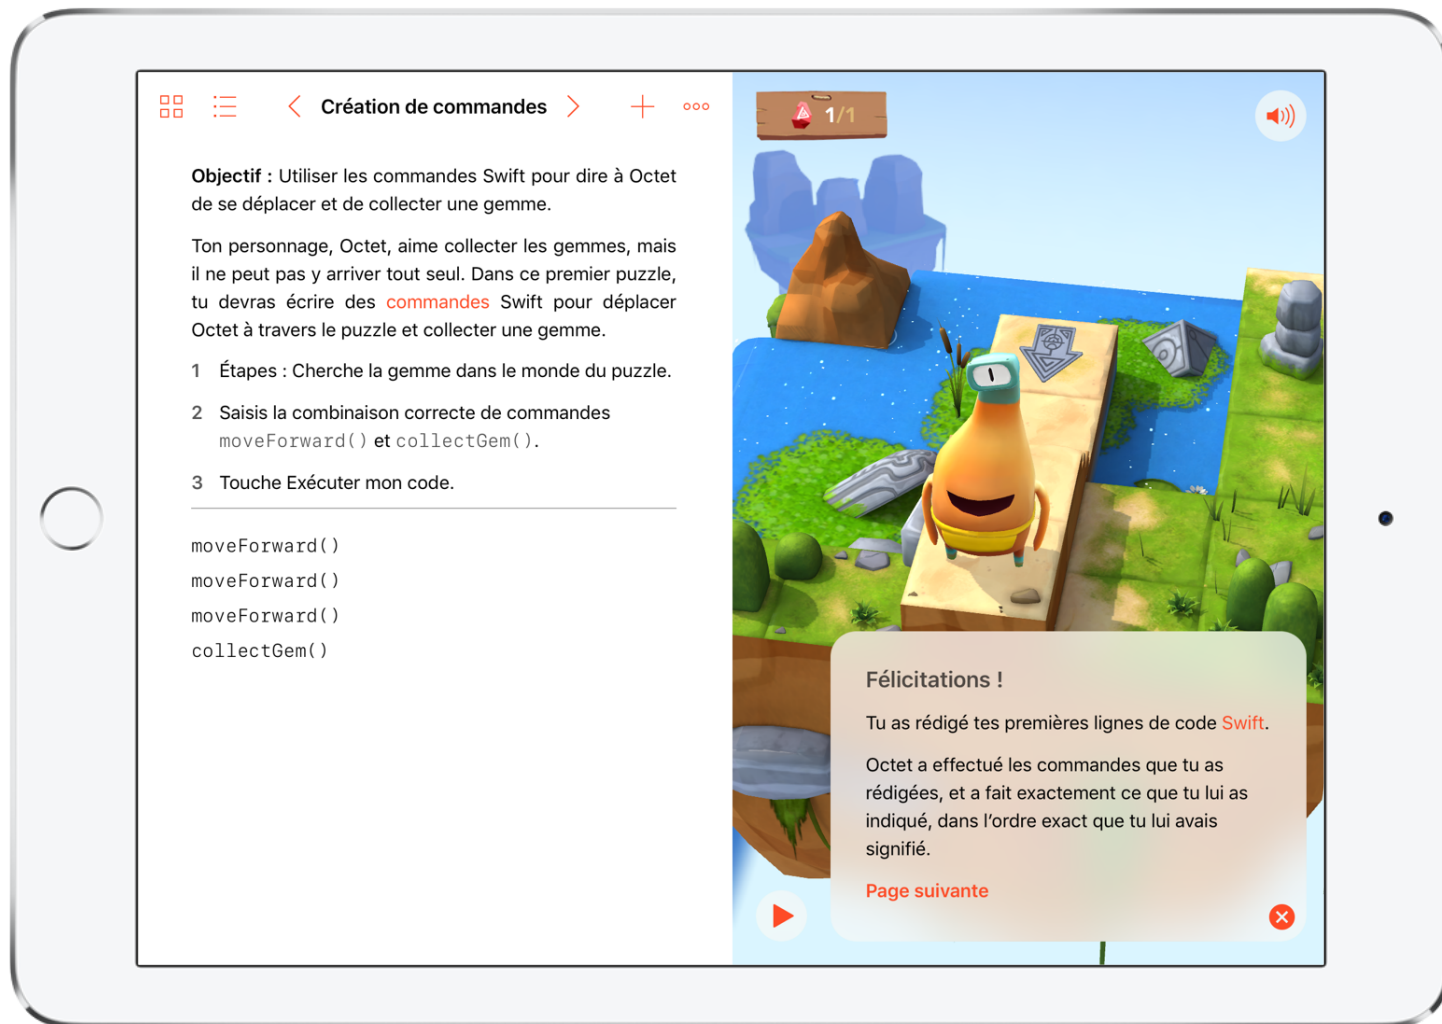 Création de commandes
Objectif : Utiliser les commandes Swift pour dire à Octet
de se déplacer et de collecter une gemme.
Ton personnage, Octet, aime collecter les gemmes, mais
il ne peut pas y arriver tout seul. Dans ce premier puzzle,
tu devras écrire des commandes Swift pour déplacer
Octet à travers le puzzle et collecter une gemme.
1 Étapes : Cherche la gemme dans le monde du puzzle.
2 Saisis la combinaison correcte de commandes
moveForward() et collectGem().
3 Touche Exécuter mon code.
moveForward()
moveForward()
moveForward()
collectGem()
1/1
Félicitations !
Tu as rédigé tes premières lignes de code Swift.
Octet a effectué les commandes que tu as
rédigées, et a fait exactement ce que tu lui as
indiqué, dans l’ordre exact que tu lui avais
signifié.
Page suivante